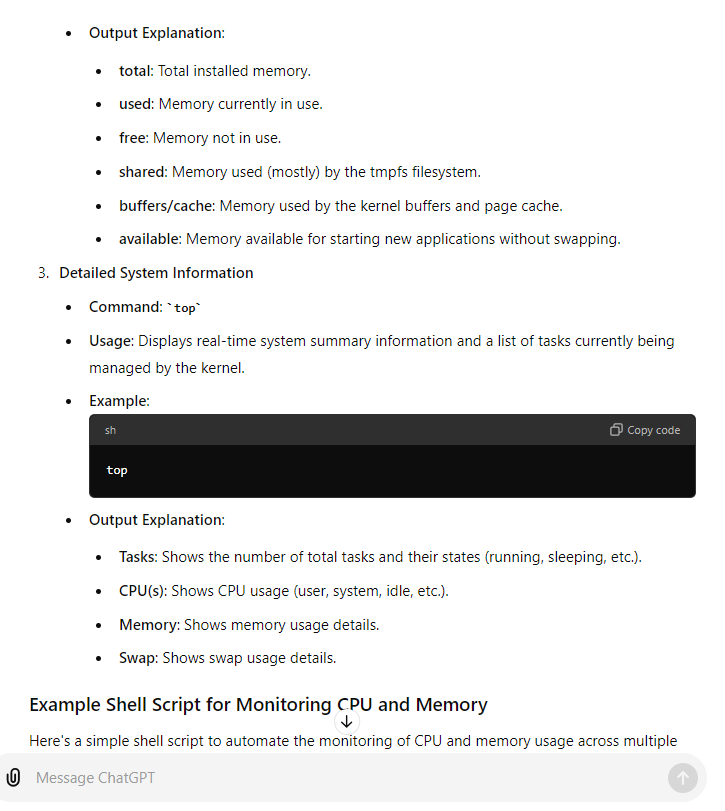 Output Explanation:
total: Total installed memory.
used: Memory currently in use.
free: Memory not in use.
shared: Memory used (mostly) by the tmpfs filesystem.
buffers/cache: Memory used by the kernel buffers and page cache.
available: Memory available for starting new applications without swapping.
3. Detailed System Information
Command: `top`
Usage: Displays real-time system summary information and a list of tasks currently being
managed by the kernel.
Example:
sh Copy code
top
Output Explanation:
Tasks: Shows the number of total tasks and their states (running, sleeping, etc.).
CPU(s): Shows CPU usage (user, system, idle, etc.).
Memory: Shows memory usage details.
Swap: Shows swap usage details.
Example Shell Script for Monitoring CPU and Memory
Here's a simple shell script to automate the monitoring of CPU and memory usage across multiple
Message ChatGPT